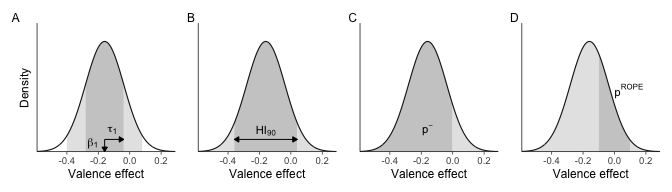 A
B
C
D
Density
τ₁
β₁
HI₉₀
p⁻
pᴿᴼᴾᴱ
-0.4 -0.2 0.0 0.2
-0.4 -0.2 0.0 0.2
-0.4 -0.2 0.0 0.2
-0.4 -0.2 0.0 0.2
Valence effect
Valence effect
Valence effect
Valence effect